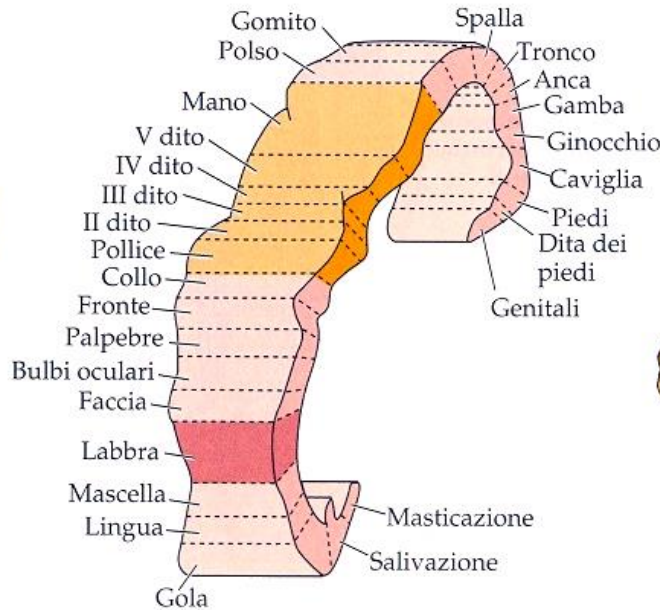 Gomito
Polso
Mano
V dito
IV dito
III dito
II dito
Pollice
Collo
Fronte
Palpebre
Bulbi oculari
Faccia
Labbra
Mascella
Lingua
Gola
Spalla
Tronco
Anca
Gamba
Ginocchio
Caviglia
Piedi
Dita dei
piedi
Genitali
Masticazione
Salivazione